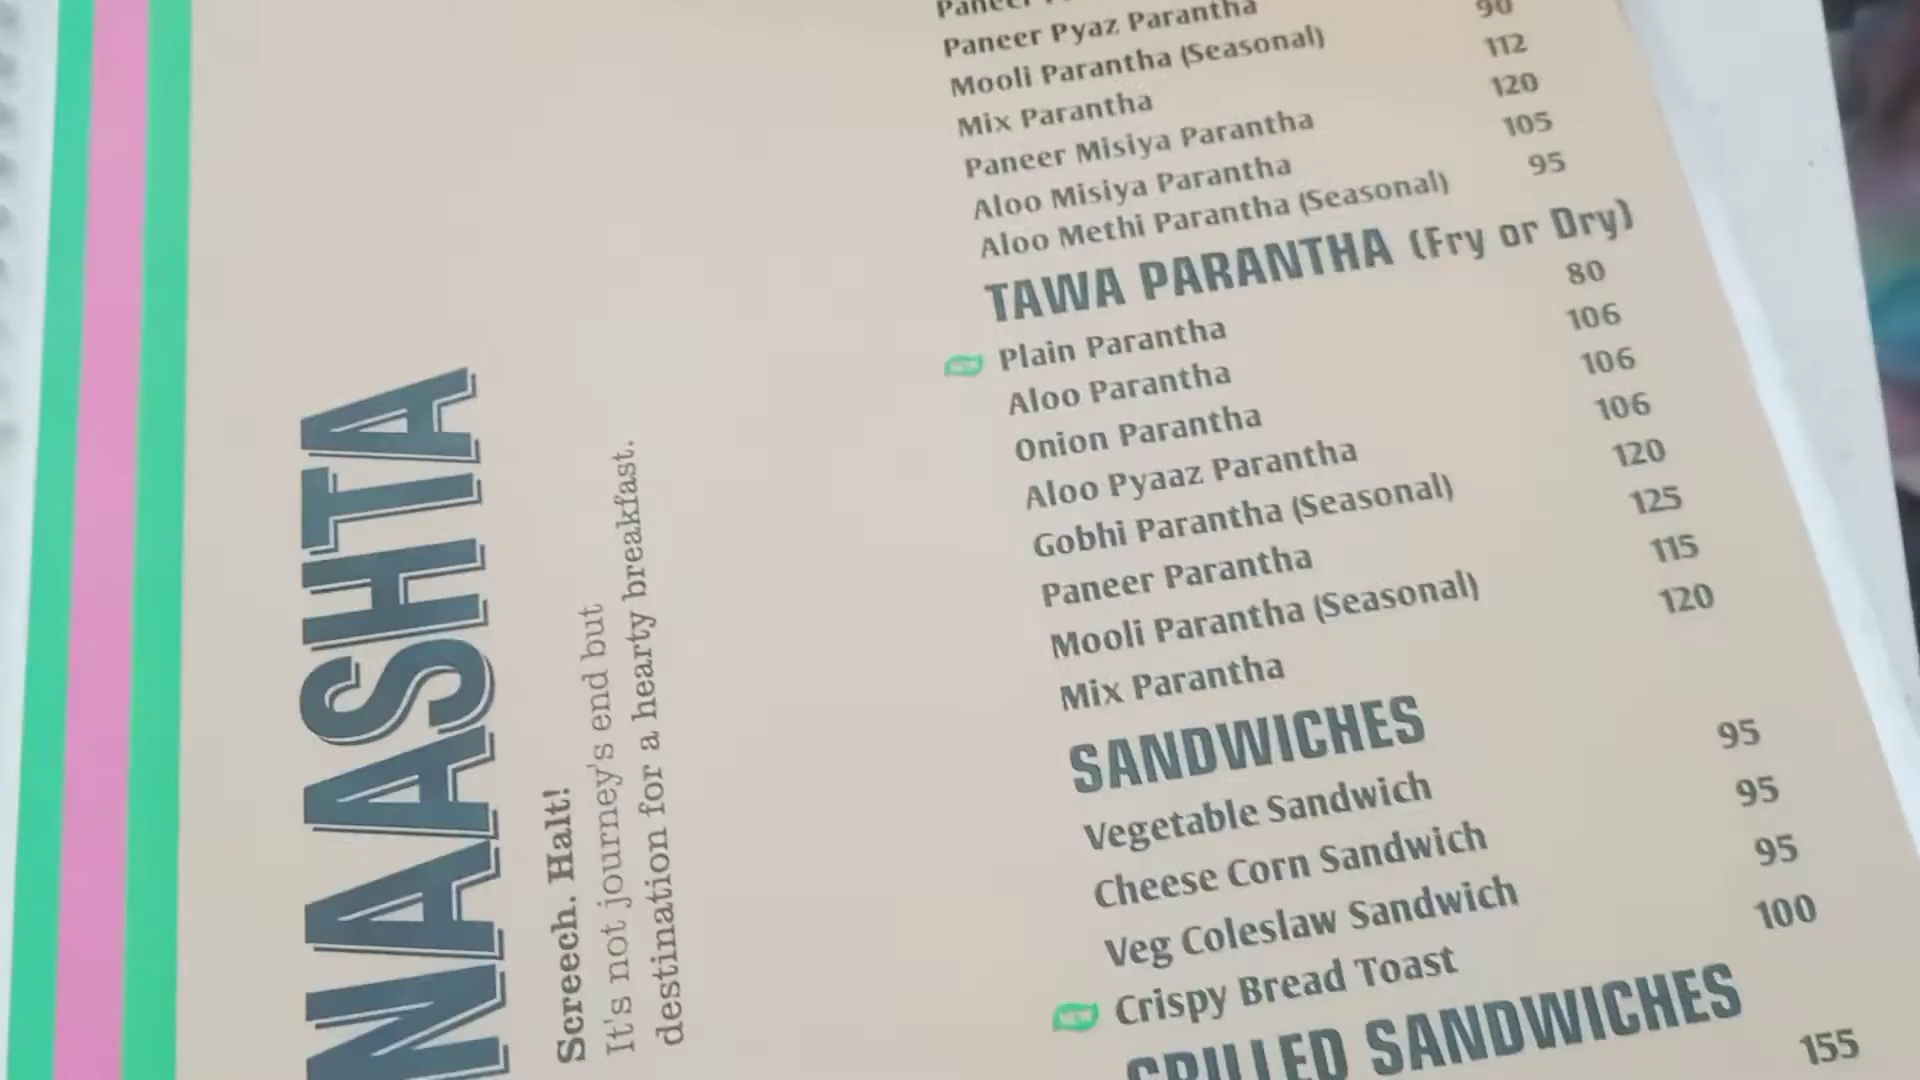 NAASHTA
Screech. Halt!
It's not journey's end but
destination for a hearty breakfast.
Paneer
Paneer Pyaz Parantha
Mooli Parantha (Seasonal) 90
Mix Parantha 112
Paneer Misiya Parantha 120
Aloo Misiya Parantha 105
Aloo Methi Parantha (Seasonal) 95
TAWA PARANTHA (Fry or Dry)
Plain Parantha 80
Aloo Parantha 106
Onion Parantha 106
Aloo Pyaaz Parantha 106
Gobhi Parantha (Seasonal) 120
Paneer Parantha 125
Mooli Parantha (Seasonal) 115
Mix Parantha 120
SANDWICHES
Vegetable Sandwich 95
Cheese Corn Sandwich 95
Veg Coleslaw Sandwich 95
Crispy Bread Toast 100
GRILLED SANDWICHES
155